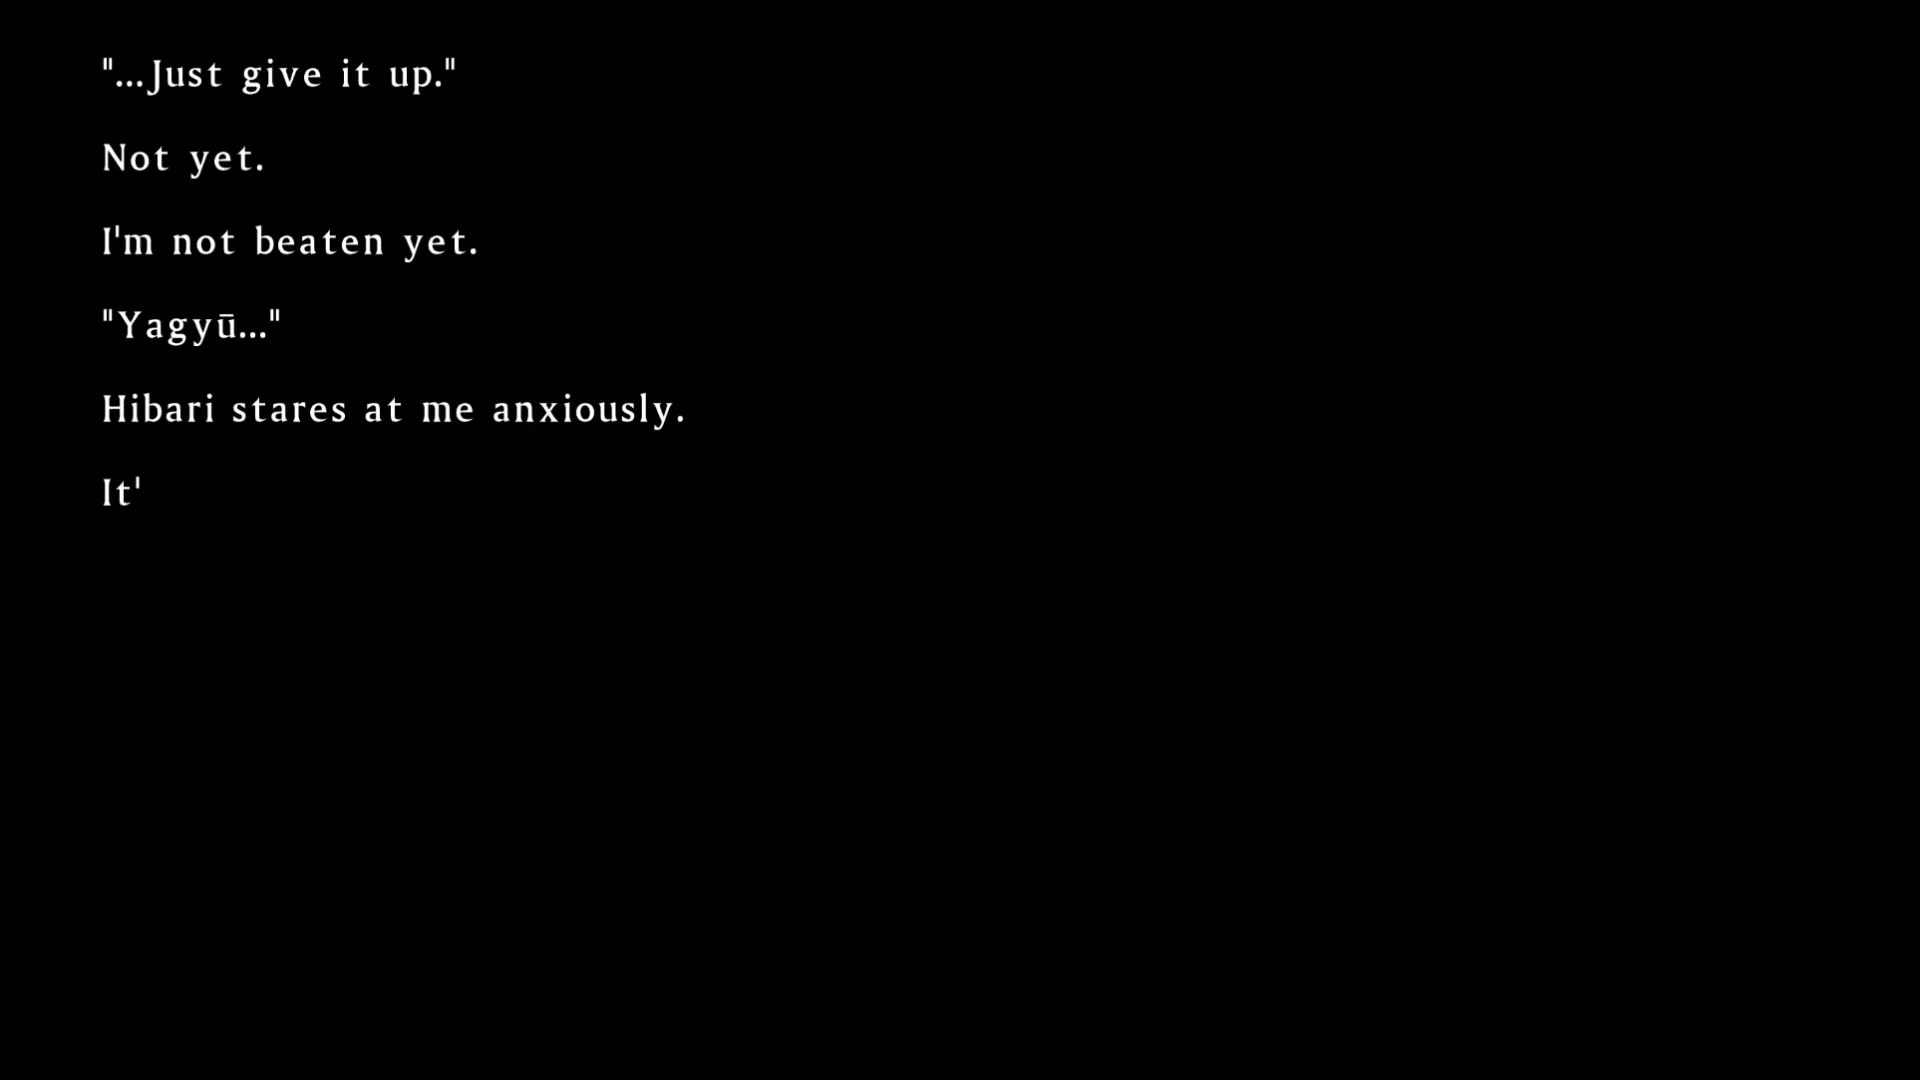 "...Just give it up."
Not yet.
I'm not beaten yet.
"Yagyū..."
Hibari stares at me anxiously.
It'